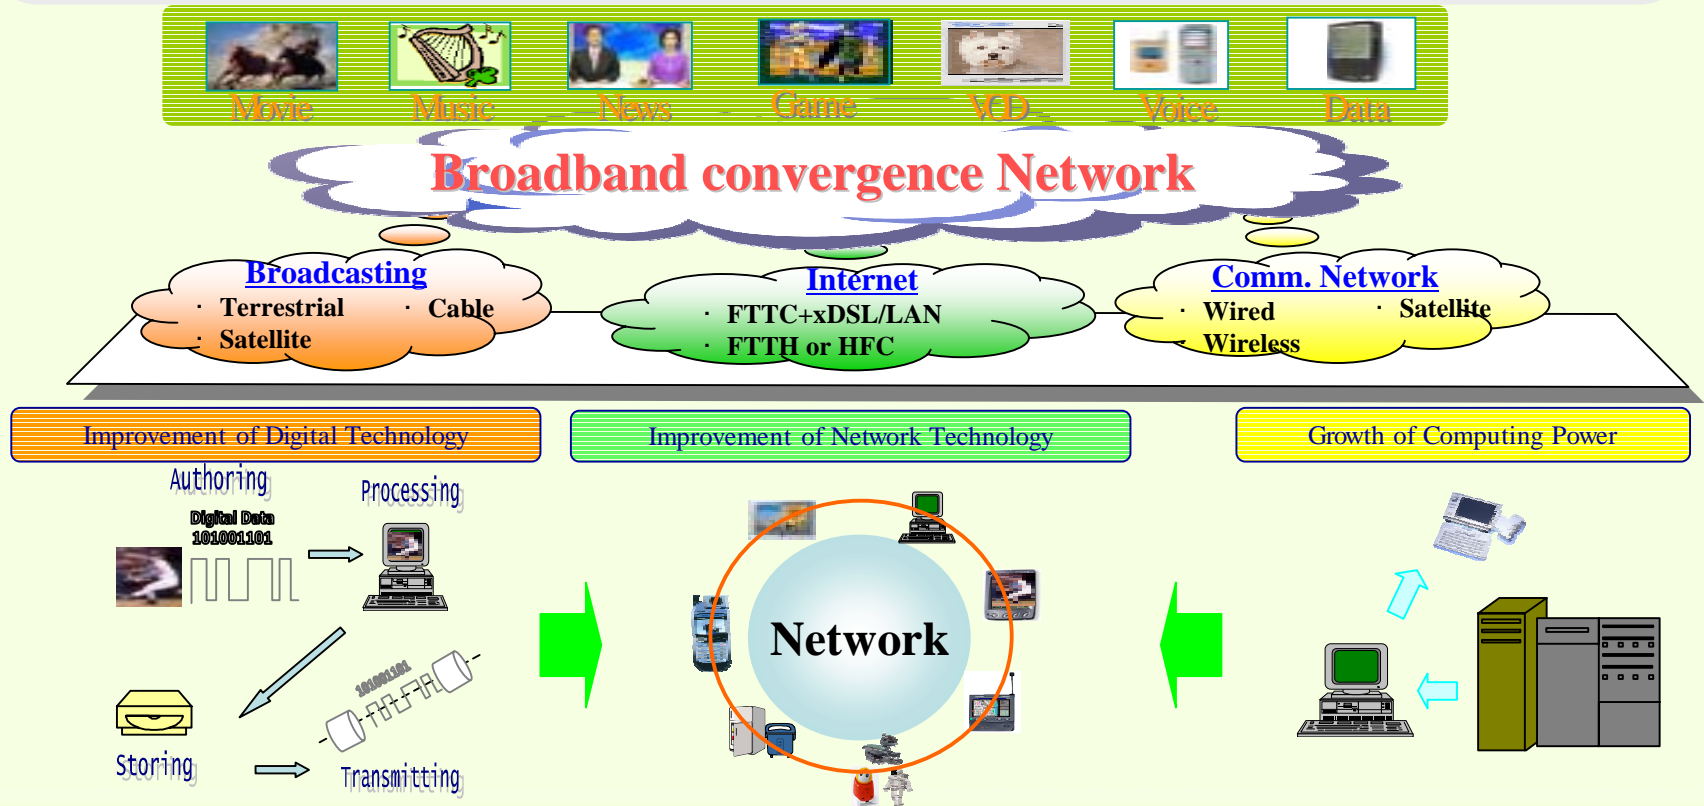 Movie Music News Game VCD Voice Data
Broadband convergence Network
Broadcasting
· Terrestrial · Cable
· Satellite
Internet
· FTTC+xDSL/LAN
· FTTH or HFC
Comm. Network
· Wired · Satellite
· Wireless
Improvement of Digital Technology
Improvement of Network Technology
Growth of Computing Power
Authoring
Processing
Digital Data
101001101
101001101
Storing
Transmitting
Network